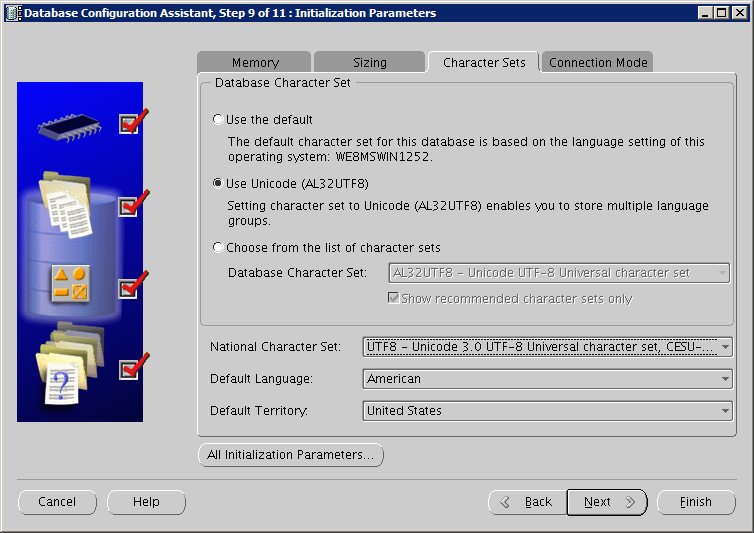 Database Configuration Assistant, Step 9 of 11 : Initialization Parameters
Memory
Sizing
Character Sets
Connection Mode
Database Character Set
Use the default
The default character set for this database is based on the language setting of this
operating system: WE8MSWIN1252.
Use Unicode (AL32UTF8)
Setting character set to Unicode (AL32UTF8) enables you to store multiple language
groups.
Choose from the list of character sets
Database Character Set:
AL32UTF8 - Unicode UTF-8 Universal character set
Show recommended character sets only
National Character Set:
UTF8 - Unicode 3.0 UTF-8 Universal character set, CESU-...
Default Language:
American
Default Territory:
United States
All Initialization Parameters...
?
Cancel
Help
Back
Next
Finish